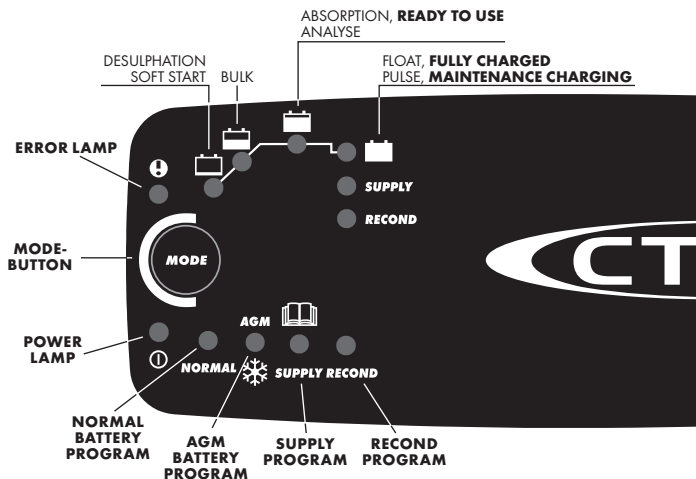 ABSORPTION, READY TO USE
ANALYSE
DESULPHATION
SOFT START
BULK
FLOAT, FULLY CHARGED
PULSE, MAINTENANCE CHARGING
ERROR LAMP
SUPPLY
RECOND
MODE-
BUTTON
MODE
CT
POWER
LAMP
AGM
NORMAL
SUPPLY RECOND
NORMAL
BATTERY
PROGRAM
AGM
BATTERY
PROGRAM
SUPPLY
PROGRAM
RECOND
PROGRAM